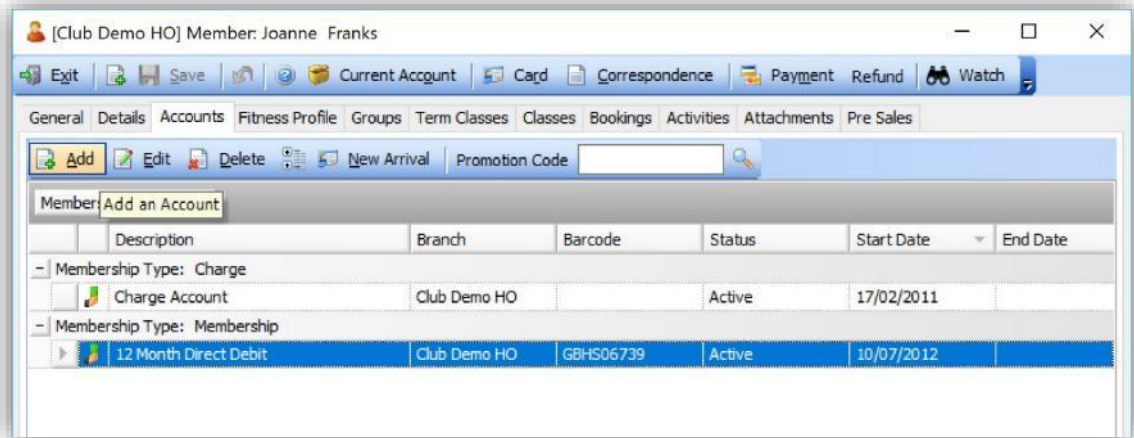 [Club Demo HO] Member: Joanne Franks
Exit Save Current Account Card Correspondence Payment Refund Watch
General Details Accounts Fitness Profile Groups Term Classes Classes Bookings Activities Attachments Pre Sales
Add Edit Delete New Arrival Promotion Code
Add an Account
Description Branch Barcode Status Start Date End Date
Membership Type: Charge
Charge Account Club Demo HO Active 17/02/2011
Membership Type: Membership
12 Month Direct Debit Club Demo HO GBHS06739 Active 10/07/2012